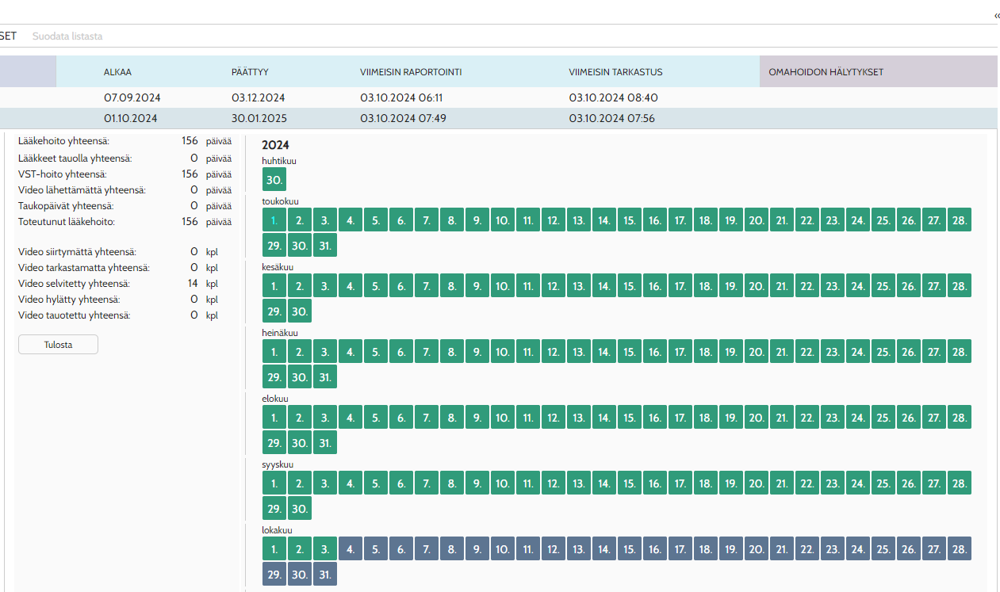 «
SET Suodata listasta
ALKAA PÄÄTTYY VIIMEISIN RAPORTOINTI VIIMEISIN TARKASTUS OMAHOIDON HÄLYTYKSET
07.09.2024 03.12.2024 03.10.2024 06:11 03.10.2024 08:40
01.10.2024 30.01.2025 03.10.2024 07:49 03.10.2024 07:56
Lääkehoito yhteensä: 156 päivää
Lääkkeet tauolla yhteensä: 0 päivää
VST-hoito yhteensä: 156 päivää
Video lähettämättä yhteensä: 0 päivää
Taukopäivät yhteensä: 0 päivää
Toteutunut lääkehoito: 156 päivää
Video siirtymättä yhteensä: 0 kpl
Video tarkastamatta yhteensä: 0 kpl
Video selvitetty yhteensä: 14 kpl
Video hylätty yhteensä: 0 kpl
Video tauotettu yhteensä: 0 kpl
Tulosta
2024
huhtikuu
30.
toukokuu
1. 2. 3. 4. 5. 6. 7. 8. 9. 10. 11. 12. 13. 14. 15. 16. 17. 18. 19. 20. 21. 22. 23. 24. 25. 26. 27. 28.
29. 30. 31.
kesäkuu
1. 2. 3. 4. 5. 6. 7. 8. 9. 10. 11. 12. 13. 14. 15. 16. 17. 18. 19. 20. 21. 22. 23. 24. 25. 26. 27. 28.
29. 30.
heinäkuu
1. 2. 3. 4. 5. 6. 7. 8. 9. 10. 11. 12. 13. 14. 15. 16. 17. 18. 19. 20. 21. 22. 23. 24. 25. 26. 27. 28.
29. 30. 31.
elokuu
1. 2. 3. 4. 5. 6. 7. 8. 9. 10. 11. 12. 13. 14. 15. 16. 17. 18. 19. 20. 21. 22. 23. 24. 25. 26. 27. 28.
29. 30. 31.
syyskuu
1. 2. 3. 4. 5. 6. 7. 8. 9. 10. 11. 12. 13. 14. 15. 16. 17. 18. 19. 20. 21. 22. 23. 24. 25. 26. 27. 28.
29. 30.
lokakuu
1. 2. 3. 4. 5. 6. 7. 8. 9. 10. 11. 12. 13. 14. 15. 16. 17. 18. 19. 20. 21. 22. 23. 24. 25. 26. 27. 28.
29. 30. 31.